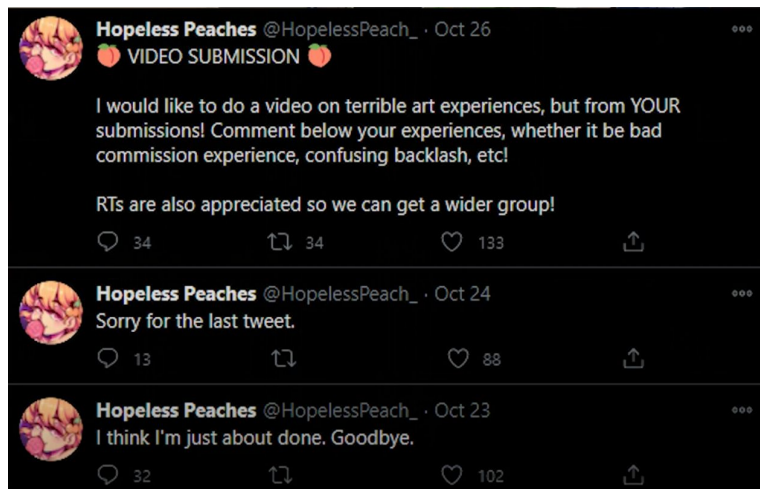 Hopeless Peaches @HopelessPeach_ · Oct 26
🍑 VIDEO SUBMISSION 🍑
I would like to do a video on terrible art experiences, but from YOUR
submissions! Comment below your experiences, whether it be bad
commission experience, confusing backlash, etc!
RTs are also appreciated so we can get a wider group!
34 34 133
Hopeless Peaches @HopelessPeach_ · Oct 24
Sorry for the last tweet.
13 88
Hopeless Peaches @HopelessPeach_ · Oct 23
I think I'm just about done. Goodbye.
32 102